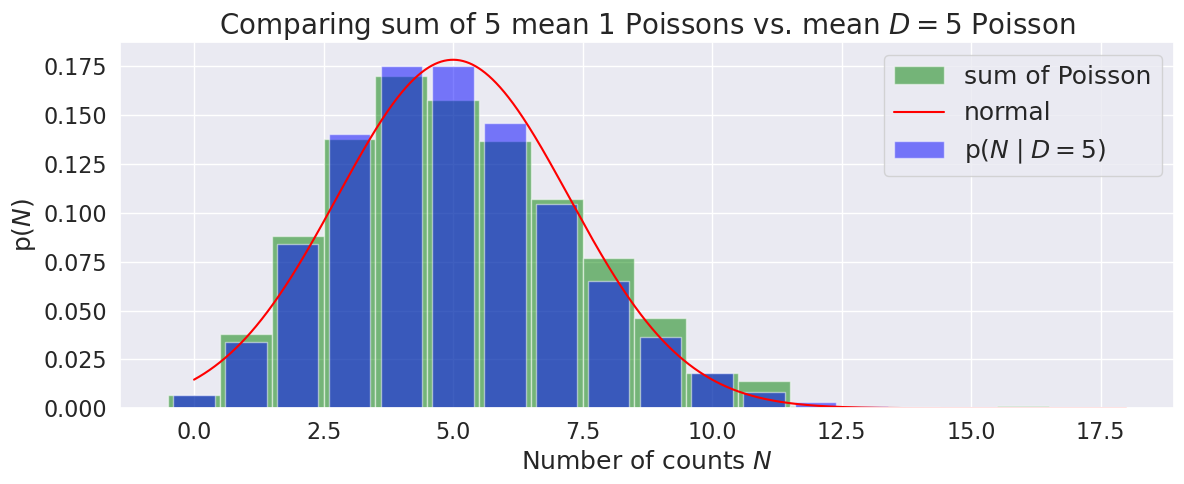 Comparing sum of 5 mean 1 Poissons vs. mean D = 5 Poisson
p(N)
0.175
0.150
0.125
0.100
0.075
0.050
0.025
0.000
sum of Poisson
normal
p(N | D = 5)
0.0 2.5 5.0 7.5 10.0 12.5 15.0 17.5
Number of counts N